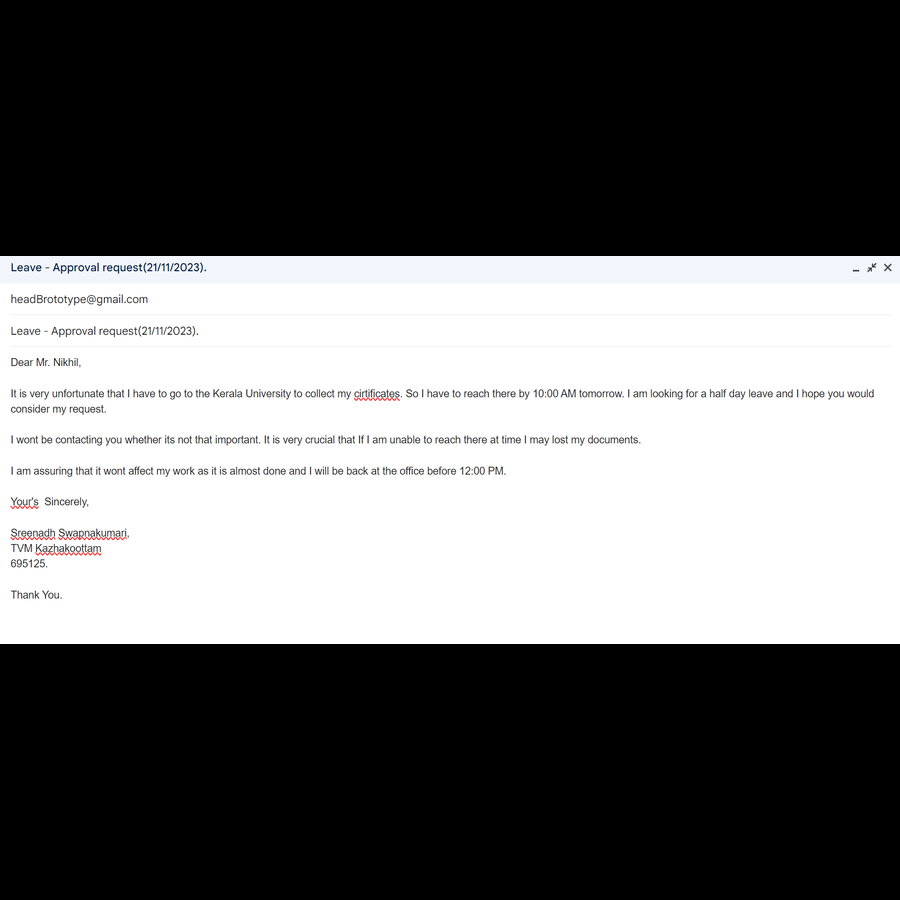 Leave - Approval request(21/11/2023).
headBrototype@gmail.com
Leave - Approval request(21/11/2023).
Dear Mr. Nikhil,
It is very unfortunate that I have to go to the Kerala University to collect my cirtificates. So I have to reach there by 10:00 AM tomorrow. I am looking for a half day leave and I hope you would
consider my request.
I wont be contacting you whether its not that important. It is very crucial that If I am unable to reach there at time I may lost my documents.
I am assuring that it wont affect my work as it is almost done and I will be back at the office before 12:00 PM.
Your's  Sincerely,
Sreenadh Swapnakumari,
TVM Kazhakoottam
695125.
Thank You.